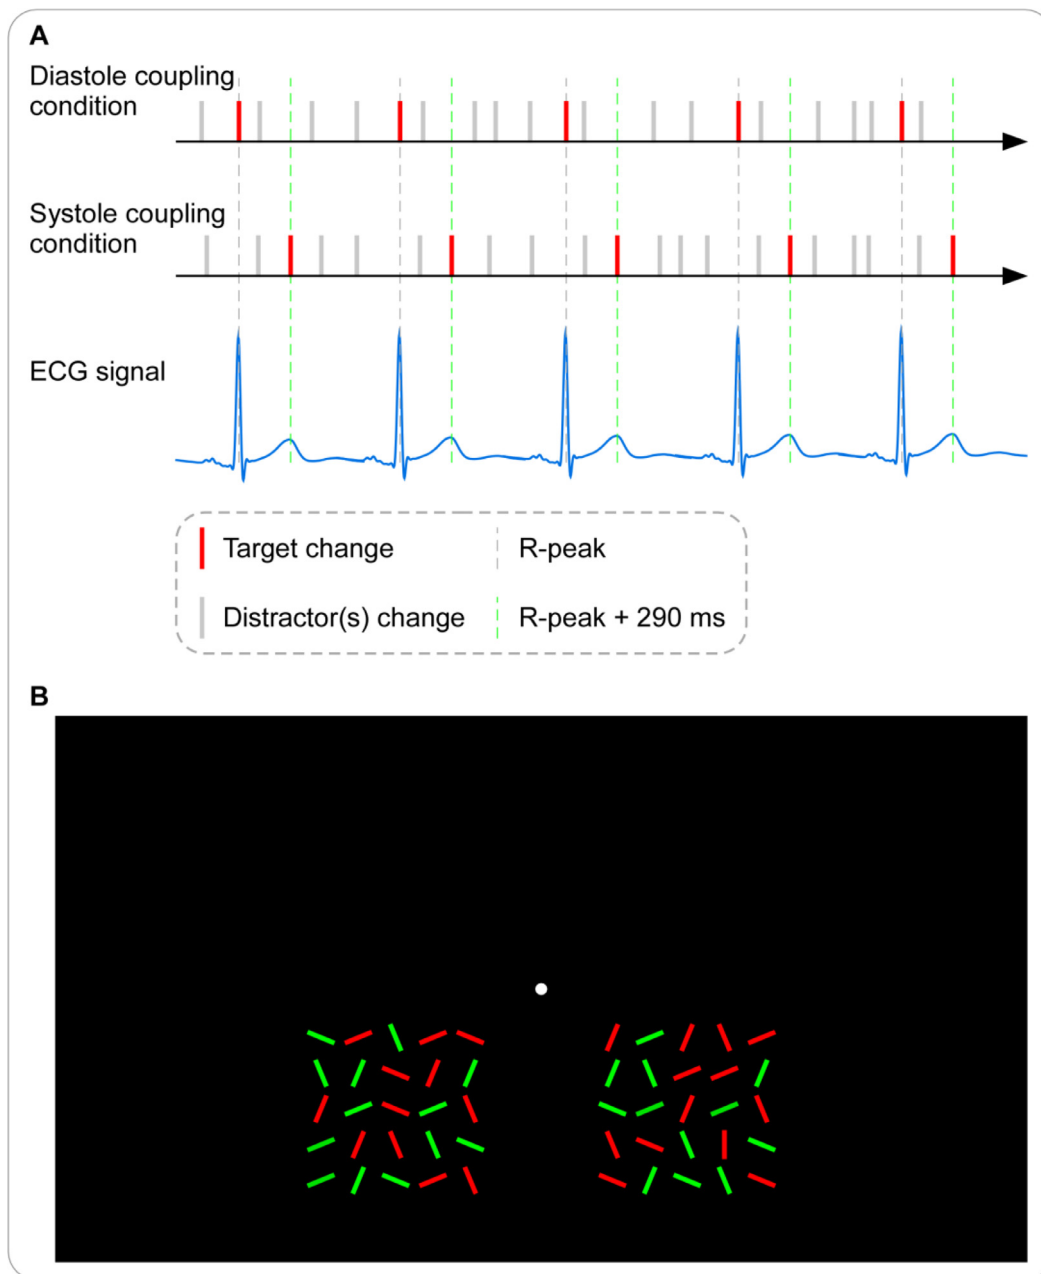 A
Diastole coupling
condition
Systole coupling
condition
ECG signal
Target change
R-peak
Distractor(s) change
R-peak + 290 ms
B